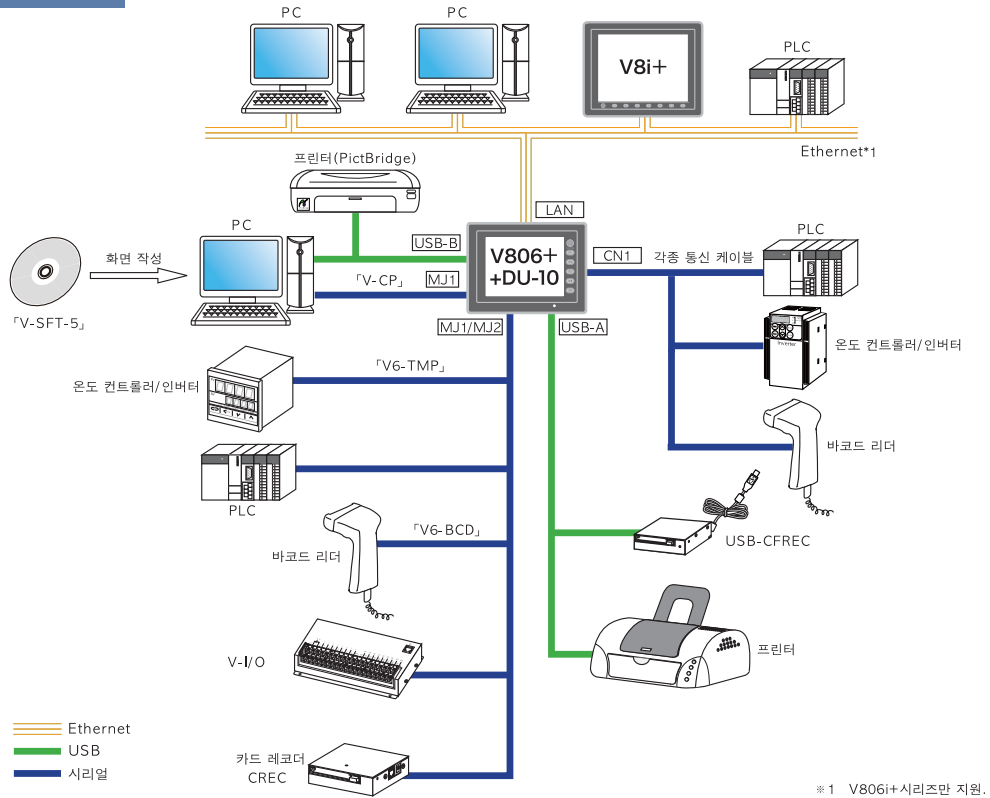 PC
PC
V8i+
PLC
Ethernet*1
프린터(PictBridge)
LAN
PC
USB-B
V806+
+DU-10
CN1
각종 통신 케이블
PLC
화면 작성
「V-CP」
MJ1
「V-SFT-5」
MJ1/MJ2
USB-A
Inverter
온도 컨트롤러/인버터
온도 컨트롤러/인버터
「V6-TMP」
바코드 리더
PLC
「V6-BCD」
바코드 리더
USB-CFREC
V-I/O
프린터
Ethernet
USB
시리얼
카드 레코더
CREC
※1 V806i+시리즈만 지원.